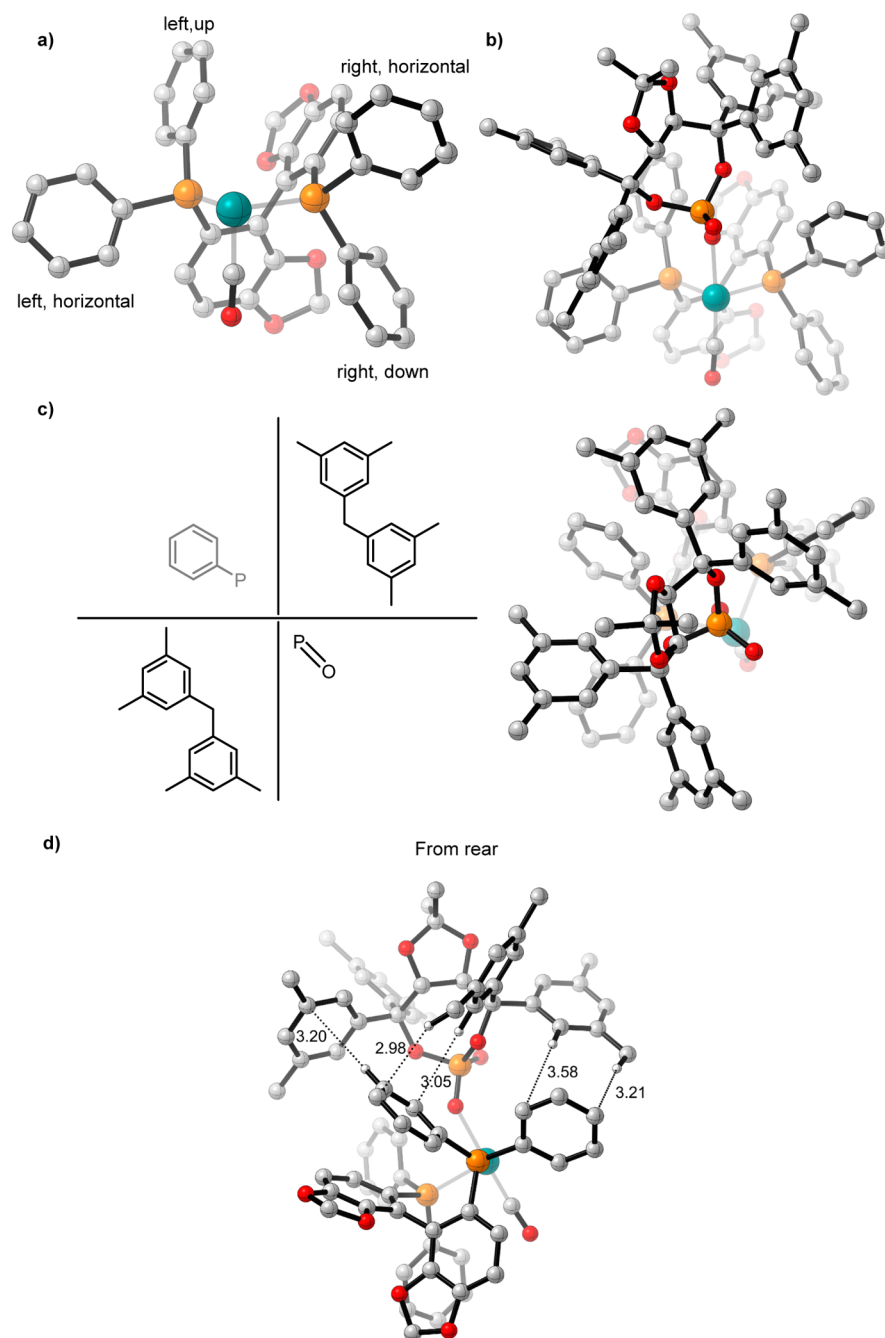 a)
left,up
right, horizontal
left, horizontal
right, down
b)
c)
P
P
O
d)
From rear
3.20
2.98
3.05
3.58
3.21